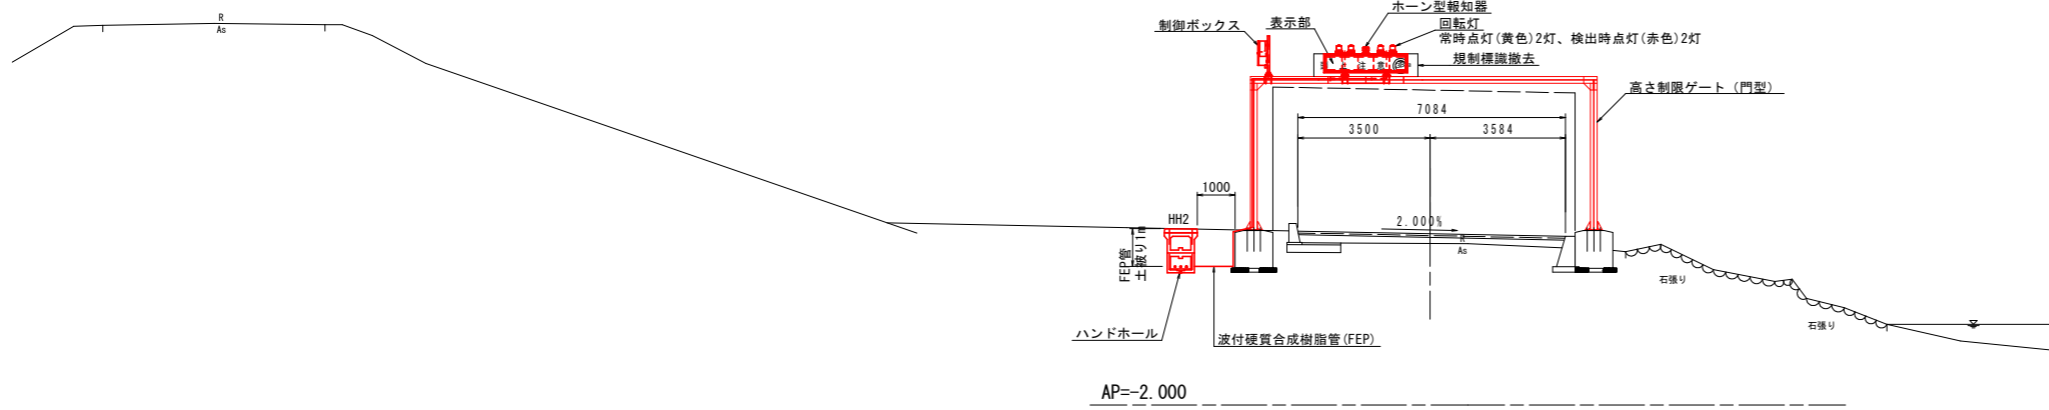 R
As
制御ボックス
表示部
ホーン型報知器
回転灯
常時点灯(黄色)2灯、検出時点灯(赤色)2灯
規制標識撤去
注意
高さ制限ゲート（門型）
7084
3500
3584
1000
HH2
2.000%
R
As
FEP管
土被り1m
石張り
石張り
ハンドホール
波付硬質合成樹脂管(FEP)
AP=-2.000